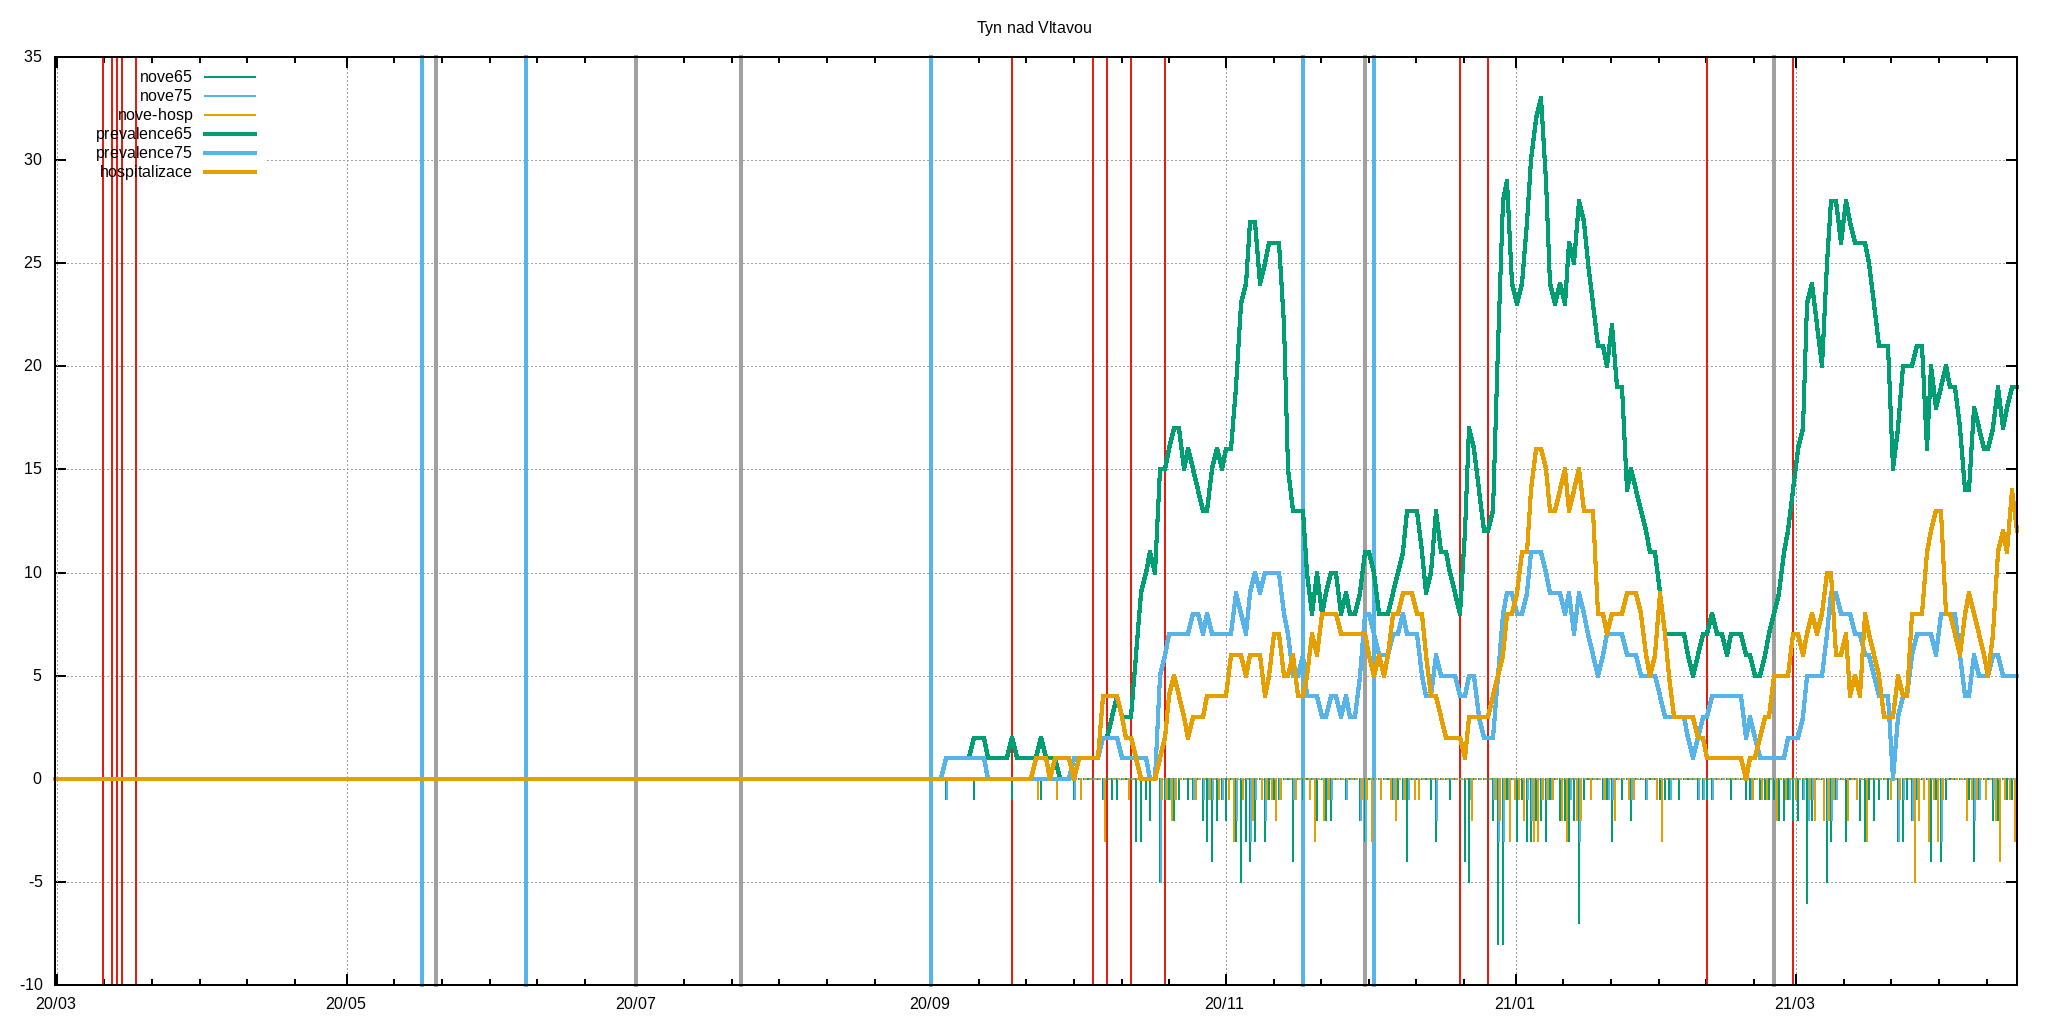 Tyn nad Vltavou
35
30
25
20
15
10
5
0
-5
-10
nove65
nove75
nove-hosp
prevalence65
prevalence75
hospitalizace
20/03 20/05 20/07 20/09 20/11 21/01 21/03